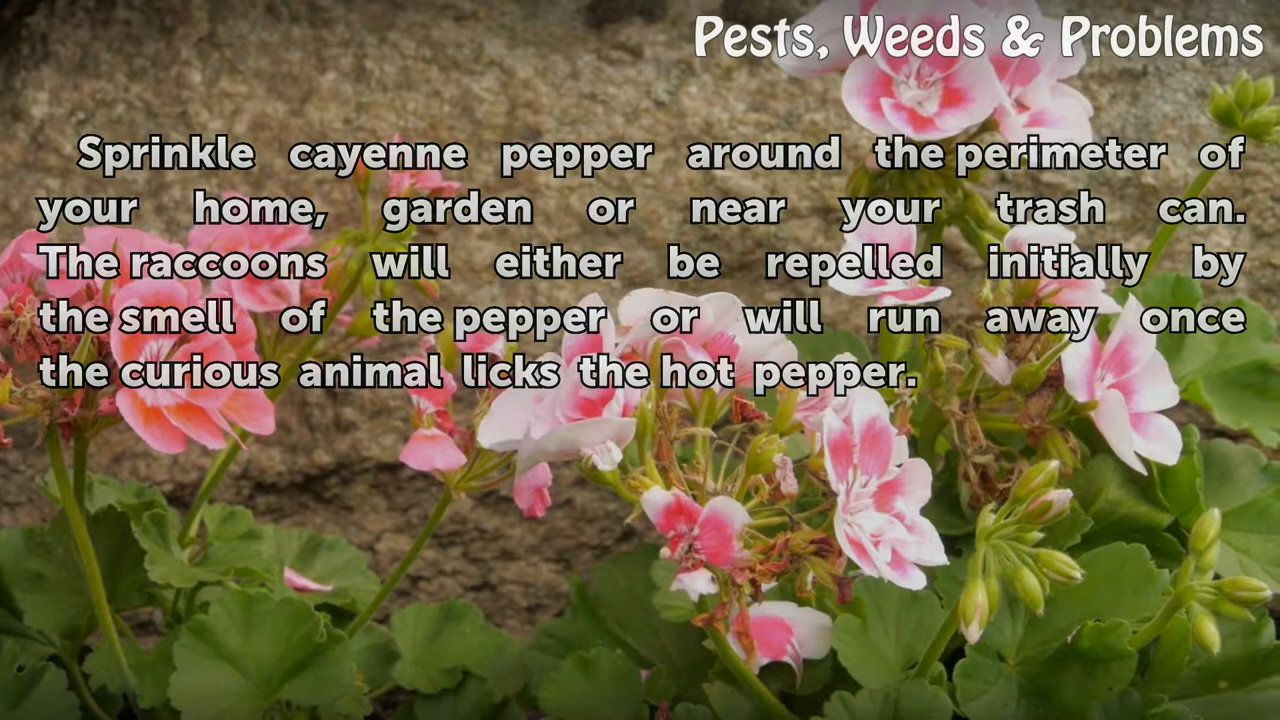 Pests, Weeds & Problems
Sprinkle cayenne pepper around the perimeter of
your home, garden or near your trash can.
The raccoons will either be repelled initially by
the smell of the pepper or will run away once
the curious animal licks the hot pepper.